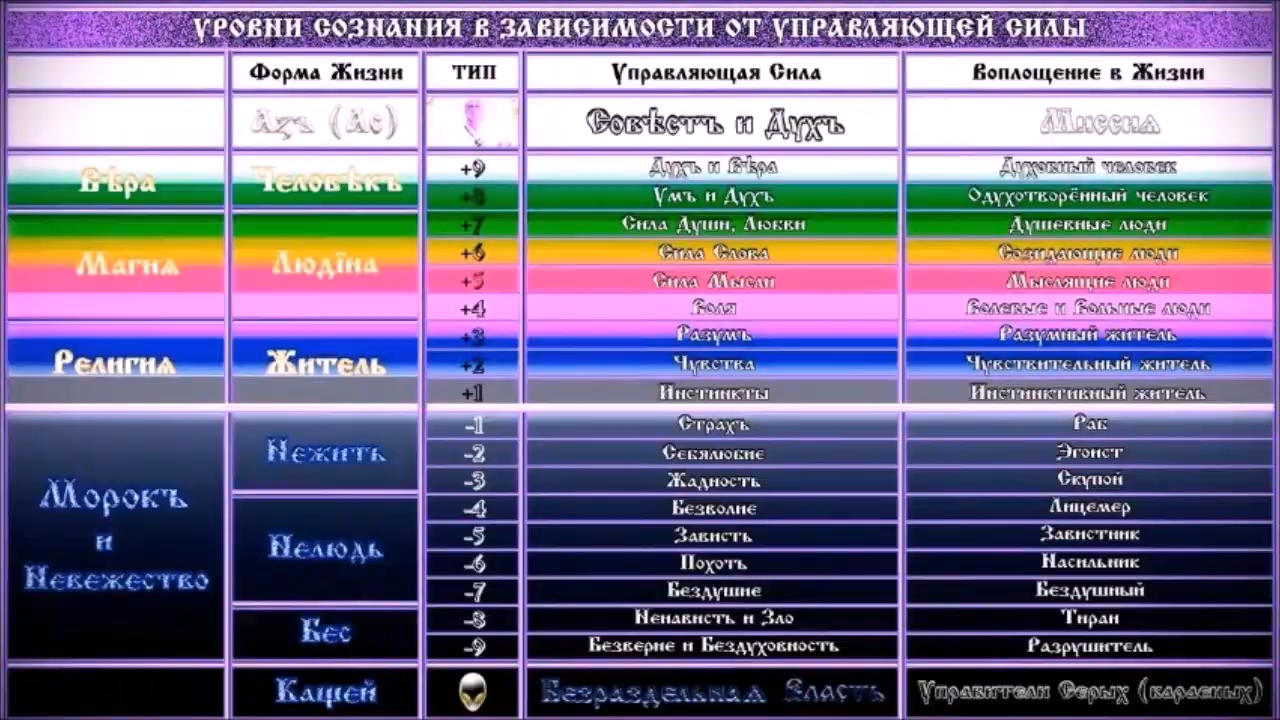 УРОВНИ СОЗНАНИЯ В ЗАВИСИМОСТИ ОТ УПРАВЛЯЮЩЕЙ СИЛЫ
Форма Жизни ТИП Управляющая Сила Воплощение в Жизни
Азъ (Ас) Совѣсть и Духъ Миссия
Вѣра Человѣкъ
+9 Духъ и Вѣра Духовный человек
+8 Умъ и Духъ Одухотворённый человек
Магия Людїна
+7 Сила Души, Любви Душевные люди
+6 Сила Слова Созидающие люди
+5 Сила Мысли Мыслящие люди
+4 Воля Волевые и Вольные люди
Религия Житель
+3 Разумъ Разумный житель
+2 Чувства Чувствительный житель
+1 Инстинкты Инстинктивный житель
Морокъ
и
Невежество
Нежить
-1 Страхъ Раб
-2 Себялюбие Эгоист
-3 Жадность Скупой
Нелюдь
-4 Безволие Лицемер
-5 Зависть Завистник
-6 Похоть Насильник
-7 Бездушие Бездушный
Бес
-8 Ненависть и Зло Тиран
-9 Безверие и Бездуховность Разрушитель
Кащей Безраздельная Власть Управители Серых